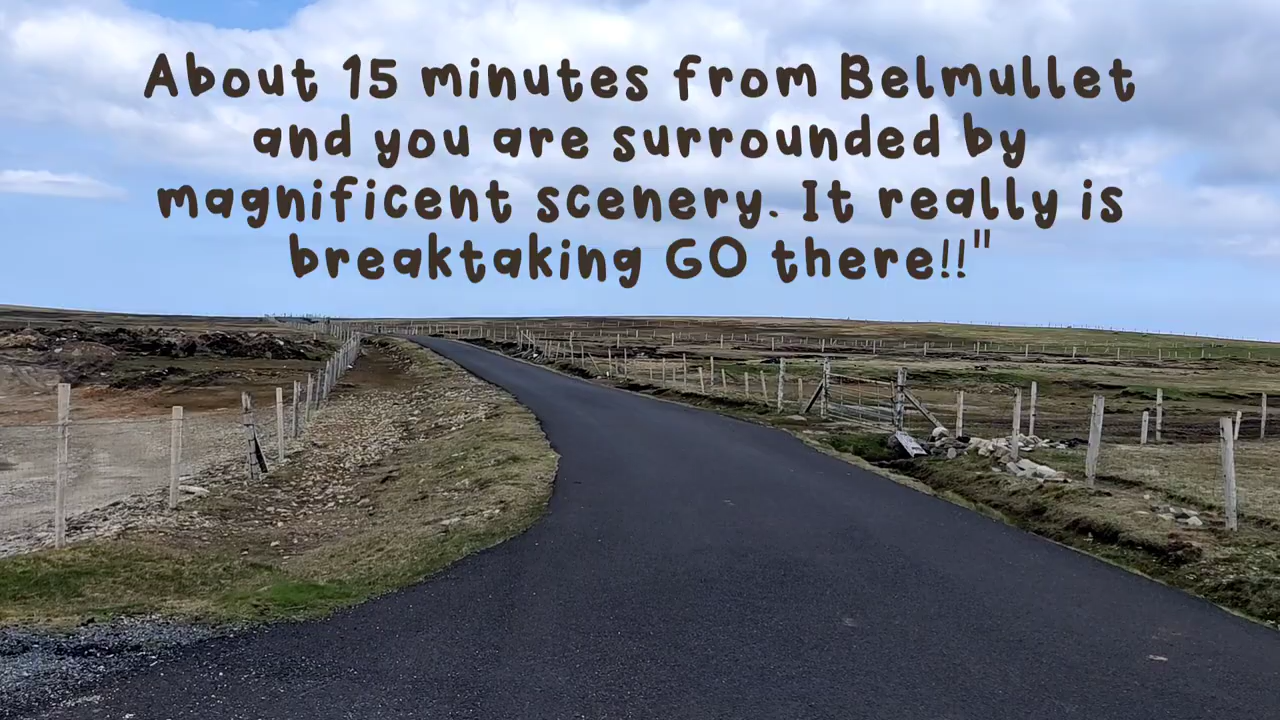 About 15 minutes from Belmullet
and you are surrounded by
magnificent scenery. It really is
breaktaking GO there!!"